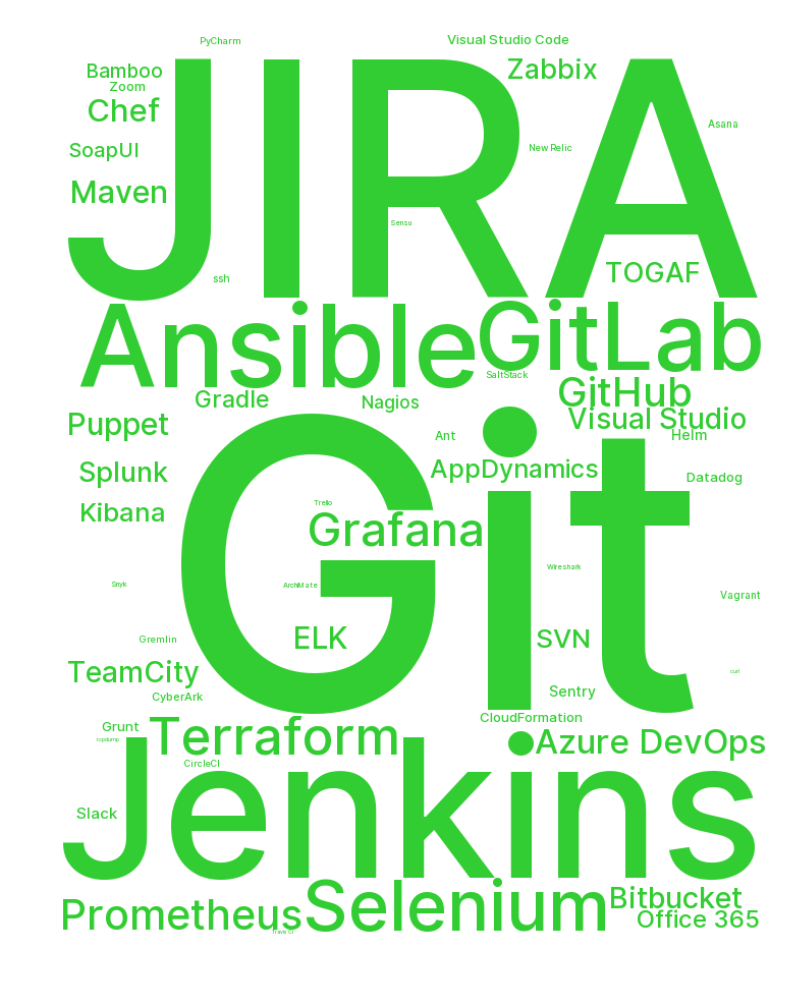 PyCharm
Visual Studio Code
Bamboo
Zabbix
Zoom
Chef
JIRA
Asana
SoapUI
New Relic
Maven
Sensu
TOGAF
ssh
Ansible
GitLab
SaltStack
Gradle
Nagios
GitHub
Puppet
Visual Studio
Ant
Helm
Splunk
AppDynamics
Datadog
Kibana
Trello
Grafana
Git
Wireshark
Snyk
ArchiMate
Vagrant
Gremlin
ELK
SVN
TeamCity
curl
CyberArk
Sentry
CloudFormation
Grunt
Terraform
Azure DevOps
tcpdump
CircleCI
Jenkins
Slack
Prometheus
Selenium
Bitbucket
Office 365
Travis CI